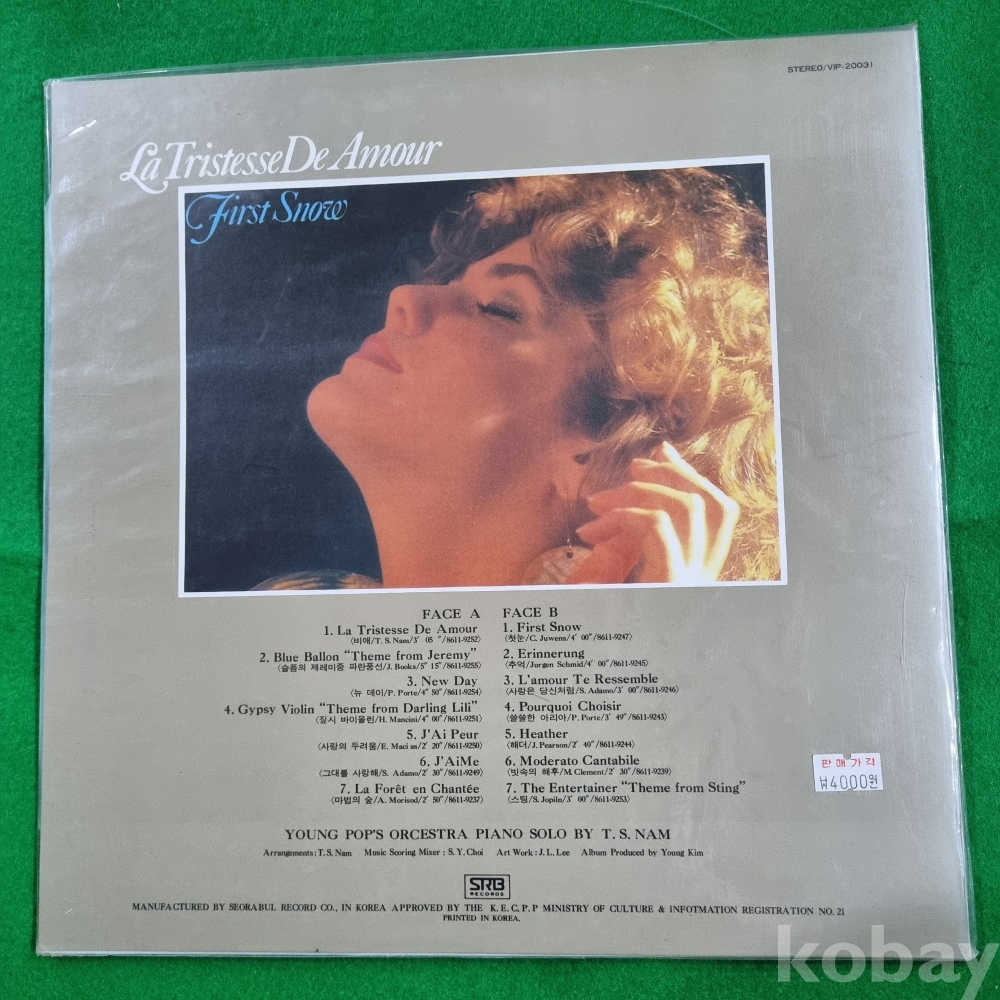 STEREO/VIP-20031
La Tristesse De Amour
First Snow
FACE A
1. La Tristesse De Amour
〈비애/T. S. Nam/3′ 05 ″/8611-9252〉
2. Blue Ballon “Theme from Jeremy”
〈슬픔의 제레미중 파란풍선/J. Books/5″ 15″/8611-9255〉
3. New Day
〈뉴 데이/P. Porte/4″ 50″/8611-9254〉
4. Gypsy Violin “Theme from Darling Lili”
〈짚시 바이올린/H. Mancini/4″ 00″/8611-9251〉
5. J'Ai Peur
〈사랑의 두려움/E. Maci as/2′ 20″/8611-9250〉
6. J'AiMe
〈그대를 사랑해/S. Adamo/2′ 30″/8611-9249〉
7. La Forêt en Chantée
〈마법의 숲/A. Morisod/2′ 50/8611-9237〉
FACE B
1. First Snow
〈첫눈/C. Juwens/4′ 00″/8611-9247〉
2. Erinnerung
〈추억/Jurgen Schmid/4′ 00″/8611-9245〉
3. L'amour Te Ressemble
〈사랑은 당신처럼/S. Adamo/3′ 00″/8611-9246〉
4. Pourquoi Choisir
〈쓸쓸한 아리아/P. Porte/3′ 49″/8611-9243〉
5. Heather
〈해더/J. Pearson/2′ 40″/8611-9244〉
6. Moderato Cantabile
〈빗속의 해후/M. Clement/2′ 30″/8611-9239〉
7. The Entertainer “Theme from Sting”
〈스팅/S. Jopiln/3′ 00″/8611-9253〉
판매가격
₩4000원
YOUNG POP'S ORCESTRA PIANO SOLO BY T. S. NAM
Arrangements : T. S. Nam Music Scoring Mixer : S. Y. Choi Art Work : J. L. Lee Album Produced by Young Kim
SRB
RECORDS
MANUFACTURED BY SEORABUL RECORD CO., IN KOREA APPROVED BY THE K. E. C. P. P MINISTRY OF CULTURE & INFOTMATION REGISTRATION NO. 21
PRINTED IN KOREA.
kobay